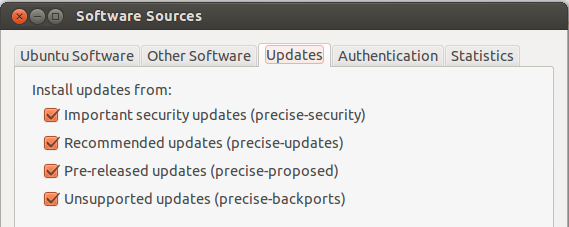 Software Sources
Ubuntu Software Other Software Updates Authentication Statistics
Install updates from:
Important security updates (precise-security)
Recommended updates (precise-updates)
Pre-released updates (precise-proposed)
Unsupported updates (precise-backports)